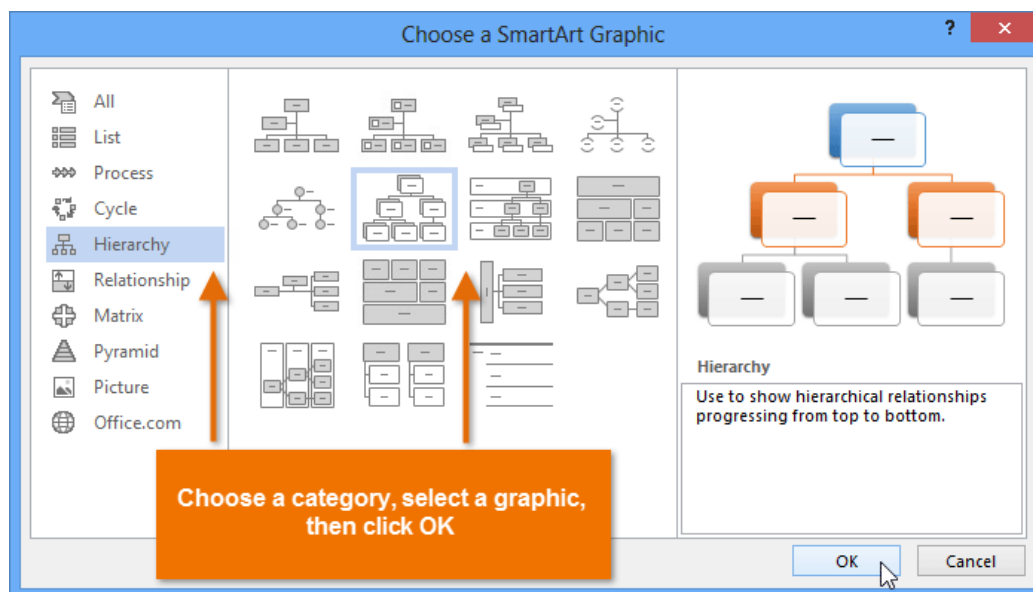 Choose a SmartArt Graphic
?
All
List
Process
Cycle
Hierarchy
Relationship
Matrix
Pyramid
Picture
Office.com
Hierarchy
Use to show hierarchical relationships
progressing from top to bottom.
Choose a category, select a graphic,
then click OK
OK
Cancel